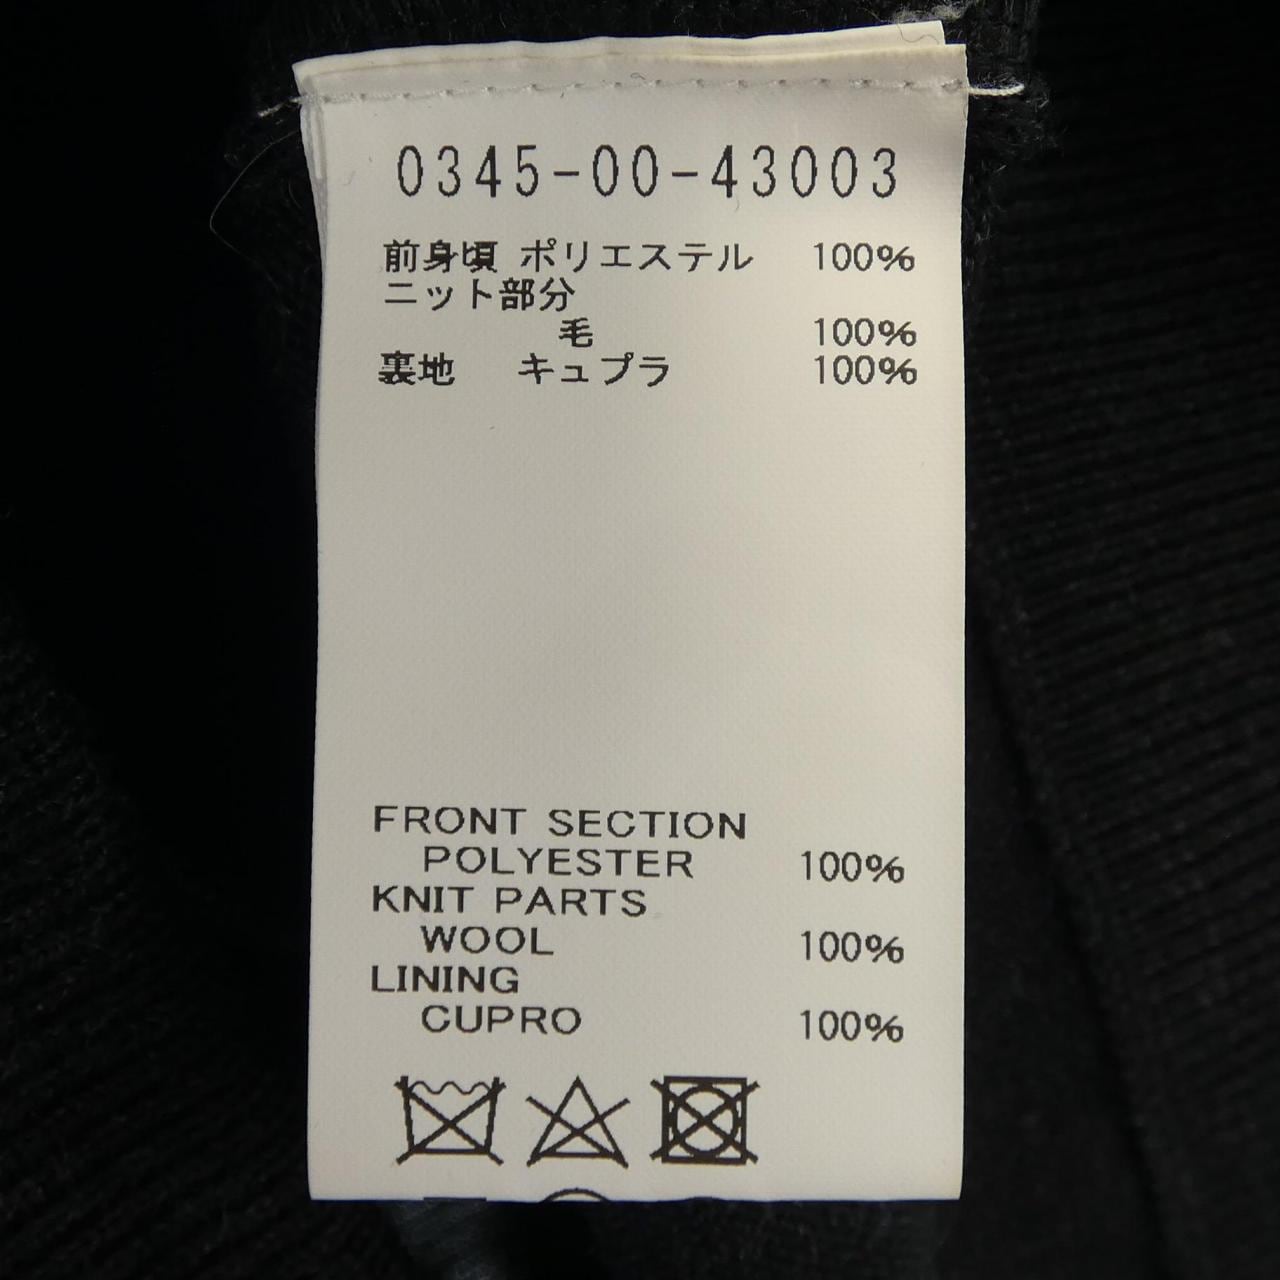 0345-00-43003
前身頃 ポリエステル 100%
ニット部分
毛 100%
裏地 キュプラ 100%
FRONT SECTION
POLYESTER 100%
KNIT PARTS
WOOL 100%
LINING
CUPRO 100%